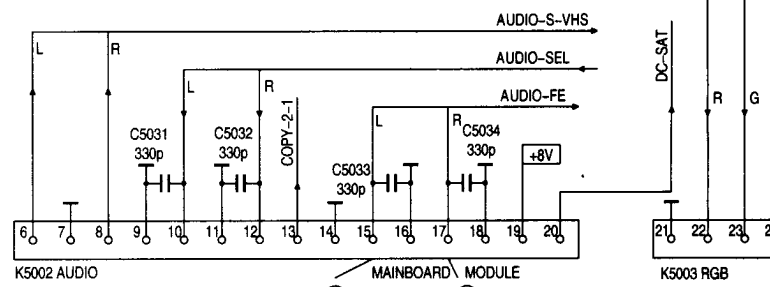 AUDIO-S-VHS
L
R
AUDIO-SEL
L
R
DC-SAT
AUDIO-FE
R
G
C5031
330p
C5032
330p
COPY-2-1
L
R
C5034
330p
C5033
330p
+8V
6 7 8 9 10 11 12 13 14 15 16 17 18 19 20
21 22 23
K5002 AUDIO
MAINBOARD MODULE
K5003 RGB